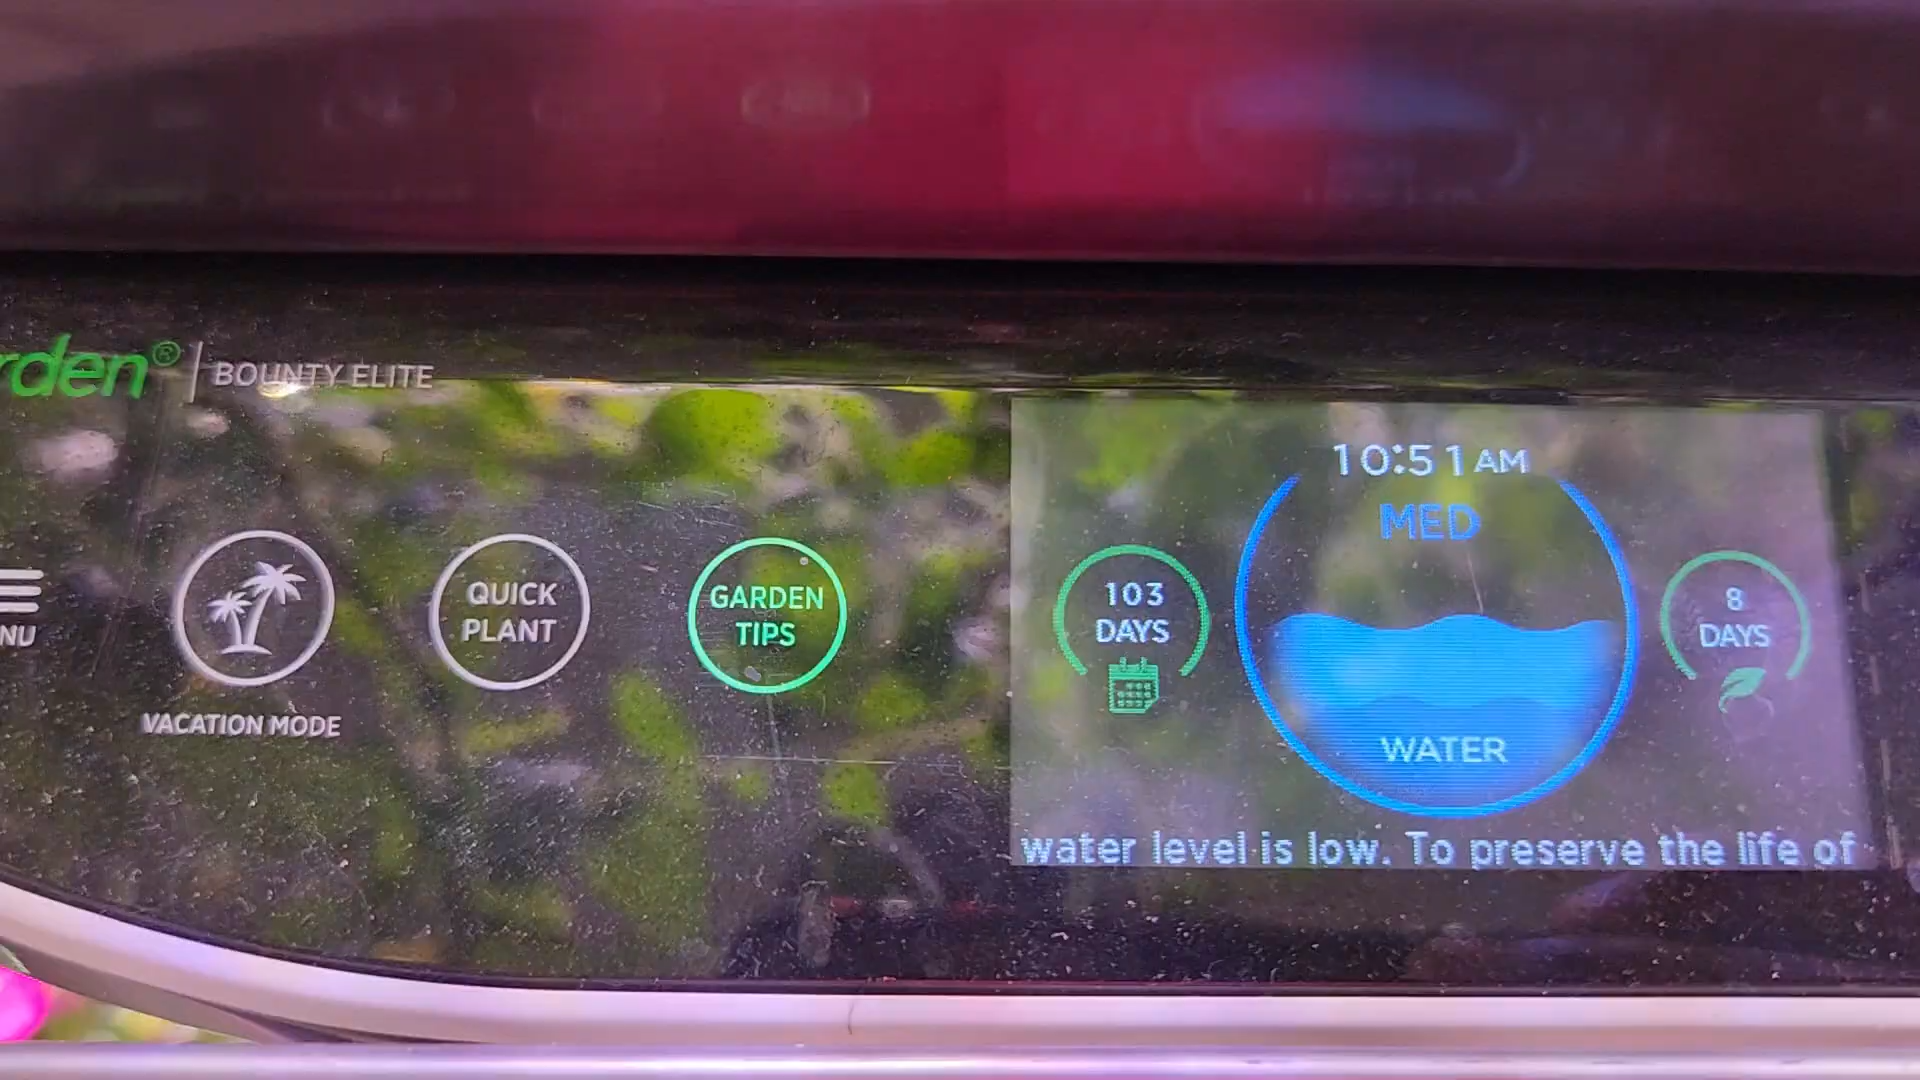 rden® | BOUNTY ELITE
NU
VACATION MODE
QUICK
PLANT
GARDEN
TIPS
10:51 AM
MED
103
DAYS
8
DAYS
WATER
water level is low. To preserve the life of